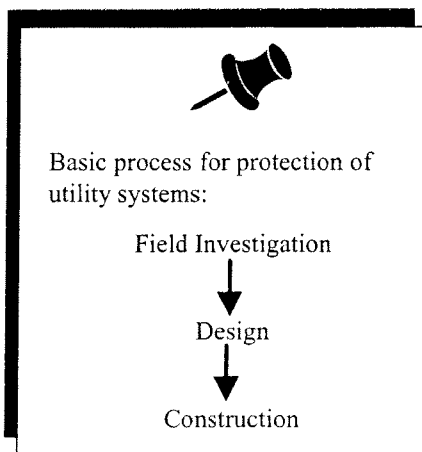 Basic process for protection of
utility systems:
Field Investigation
Design
Construction